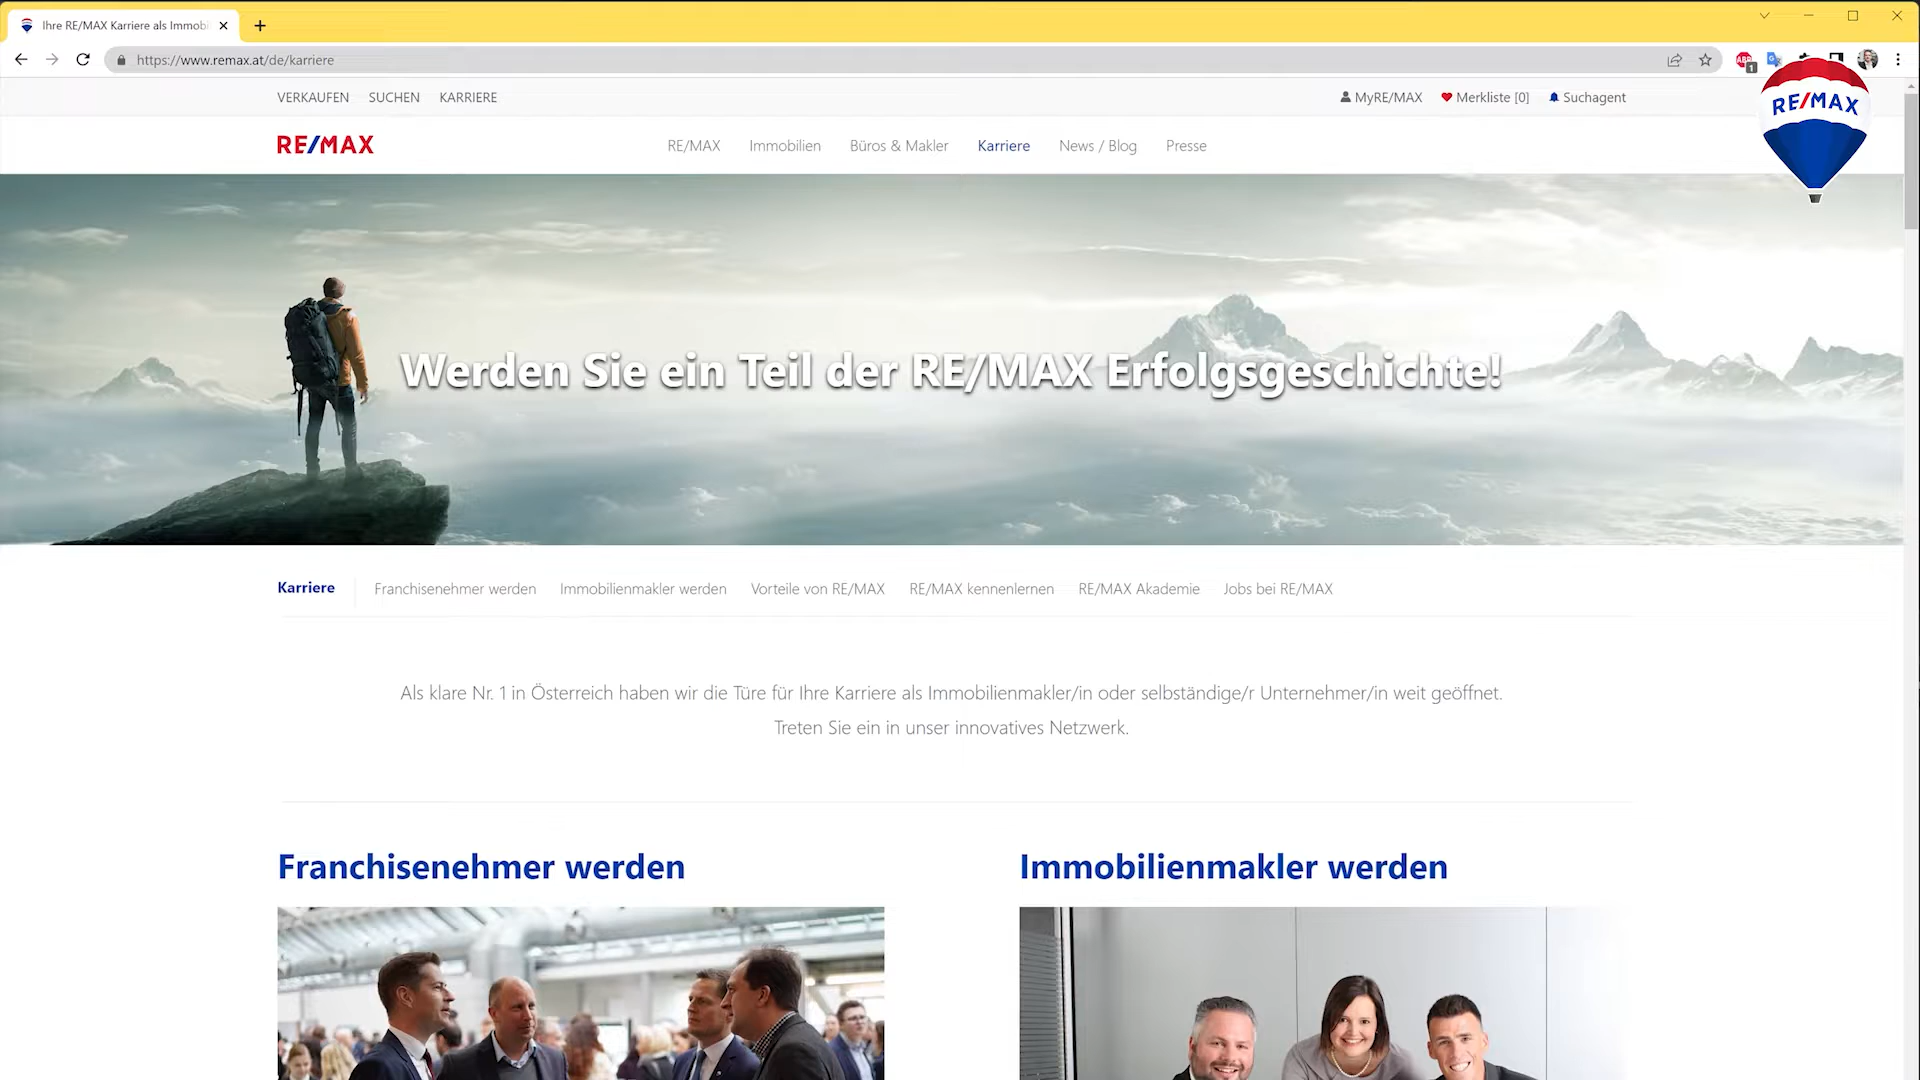 Ihre RE/MAX Karriere als Immobi
https://www.remax.at/de/karriere
ABP
1
RE/MAX
VERKAUFEN SUCHEN KARRIERE
MyRE/MAX Merkliste [0] Suchagent
RE/MAX
RE/MAX Immobilien Büros & Makler Karriere News / Blog Presse
Werden Sie ein Teil der RE/MAX Erfolgsgeschichte!
Karriere Franchisenehmer werden Immobilienmakler werden Vorteile von RE/MAX RE/MAX kennenlernen RE/MAX Akademie Jobs bei RE/MAX
Als klare Nr. 1 in Österreich haben wir die Türe für Ihre Karriere als Immobilienmakler/in oder selbständige/r Unternehmer/in weit geöffnet.
Treten Sie ein in unser innovatives Netzwerk.
Franchisenehmer werden
Immobilienmakler werden